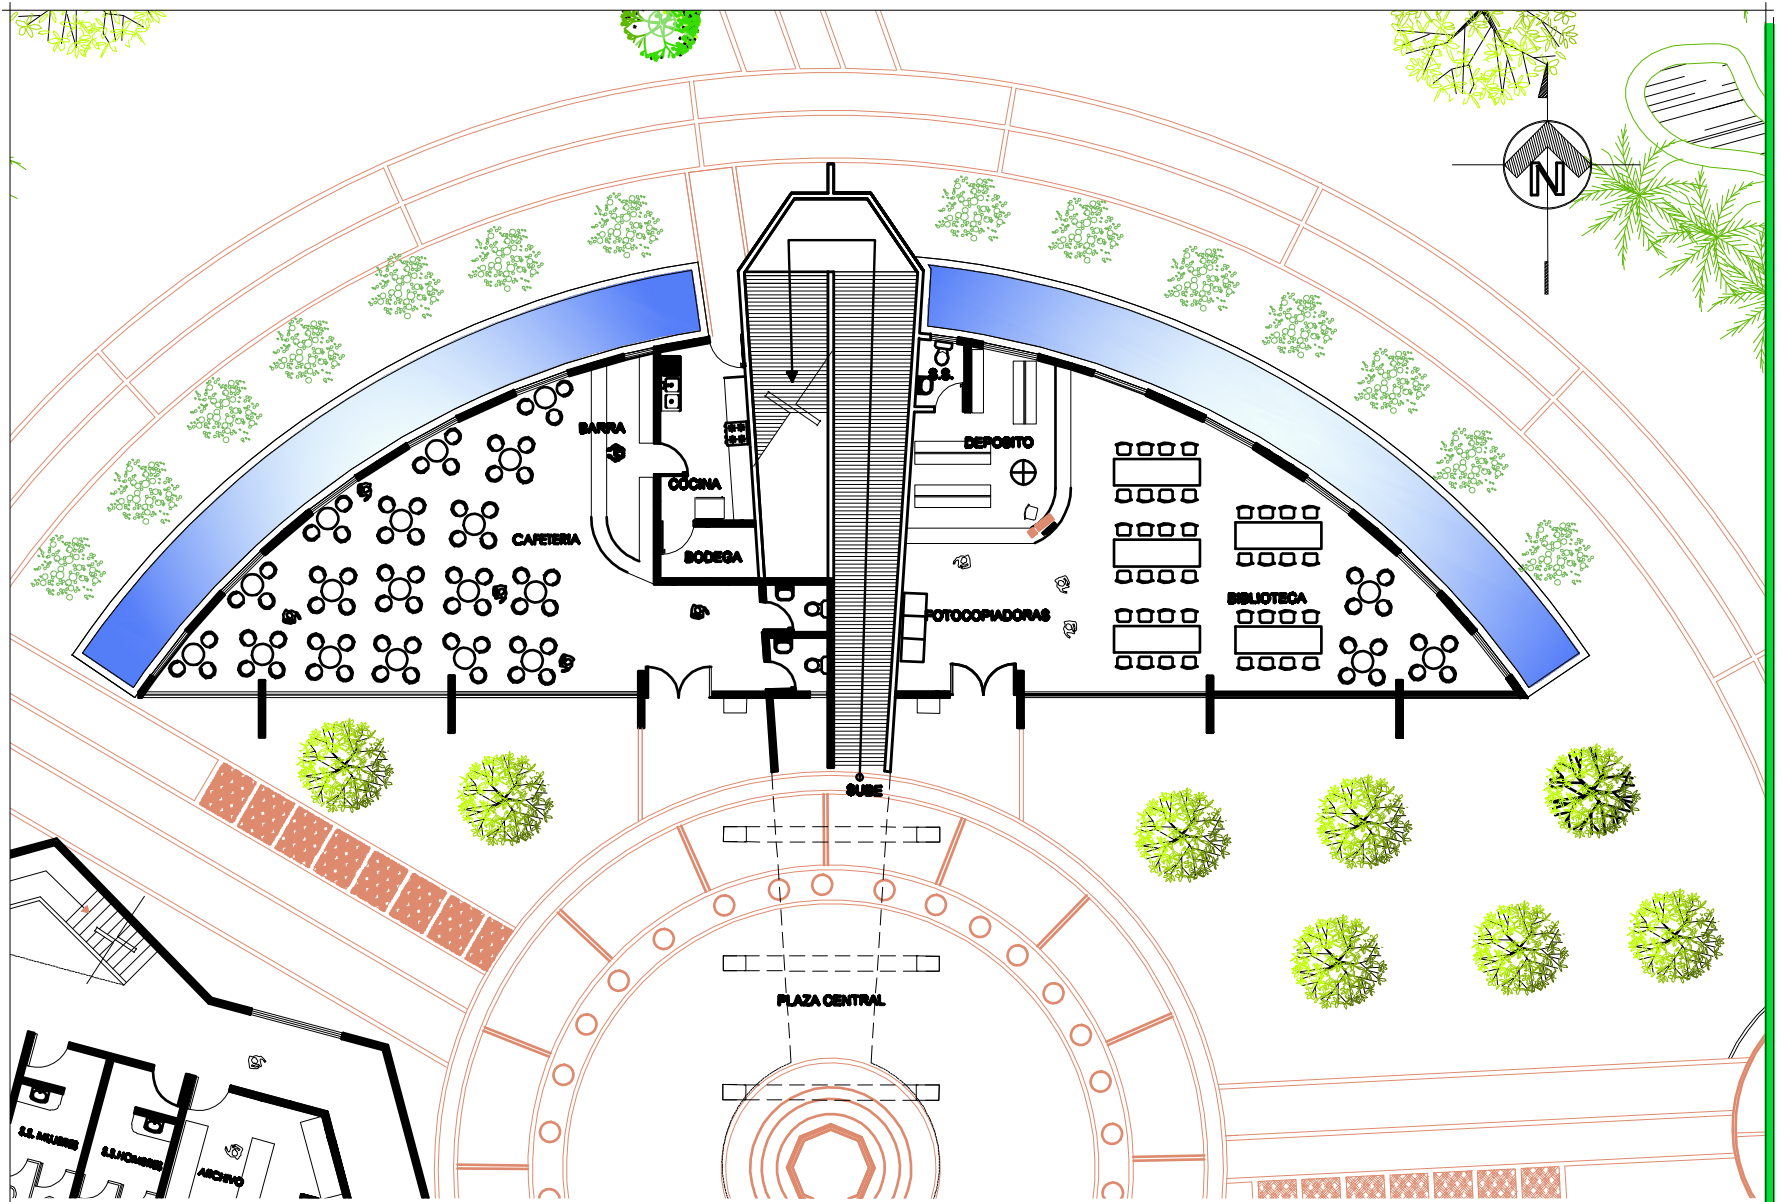 N
S.S.
BARRA
DEPOSITO
COCINA
CAFETERIA
BODEGA
BIBLIOTECA
FOTOCOPIADORAS
SUBE
PLAZA CENTRAL
S.S. MUJERES
S.S.HOMBRES
ARCHIVO